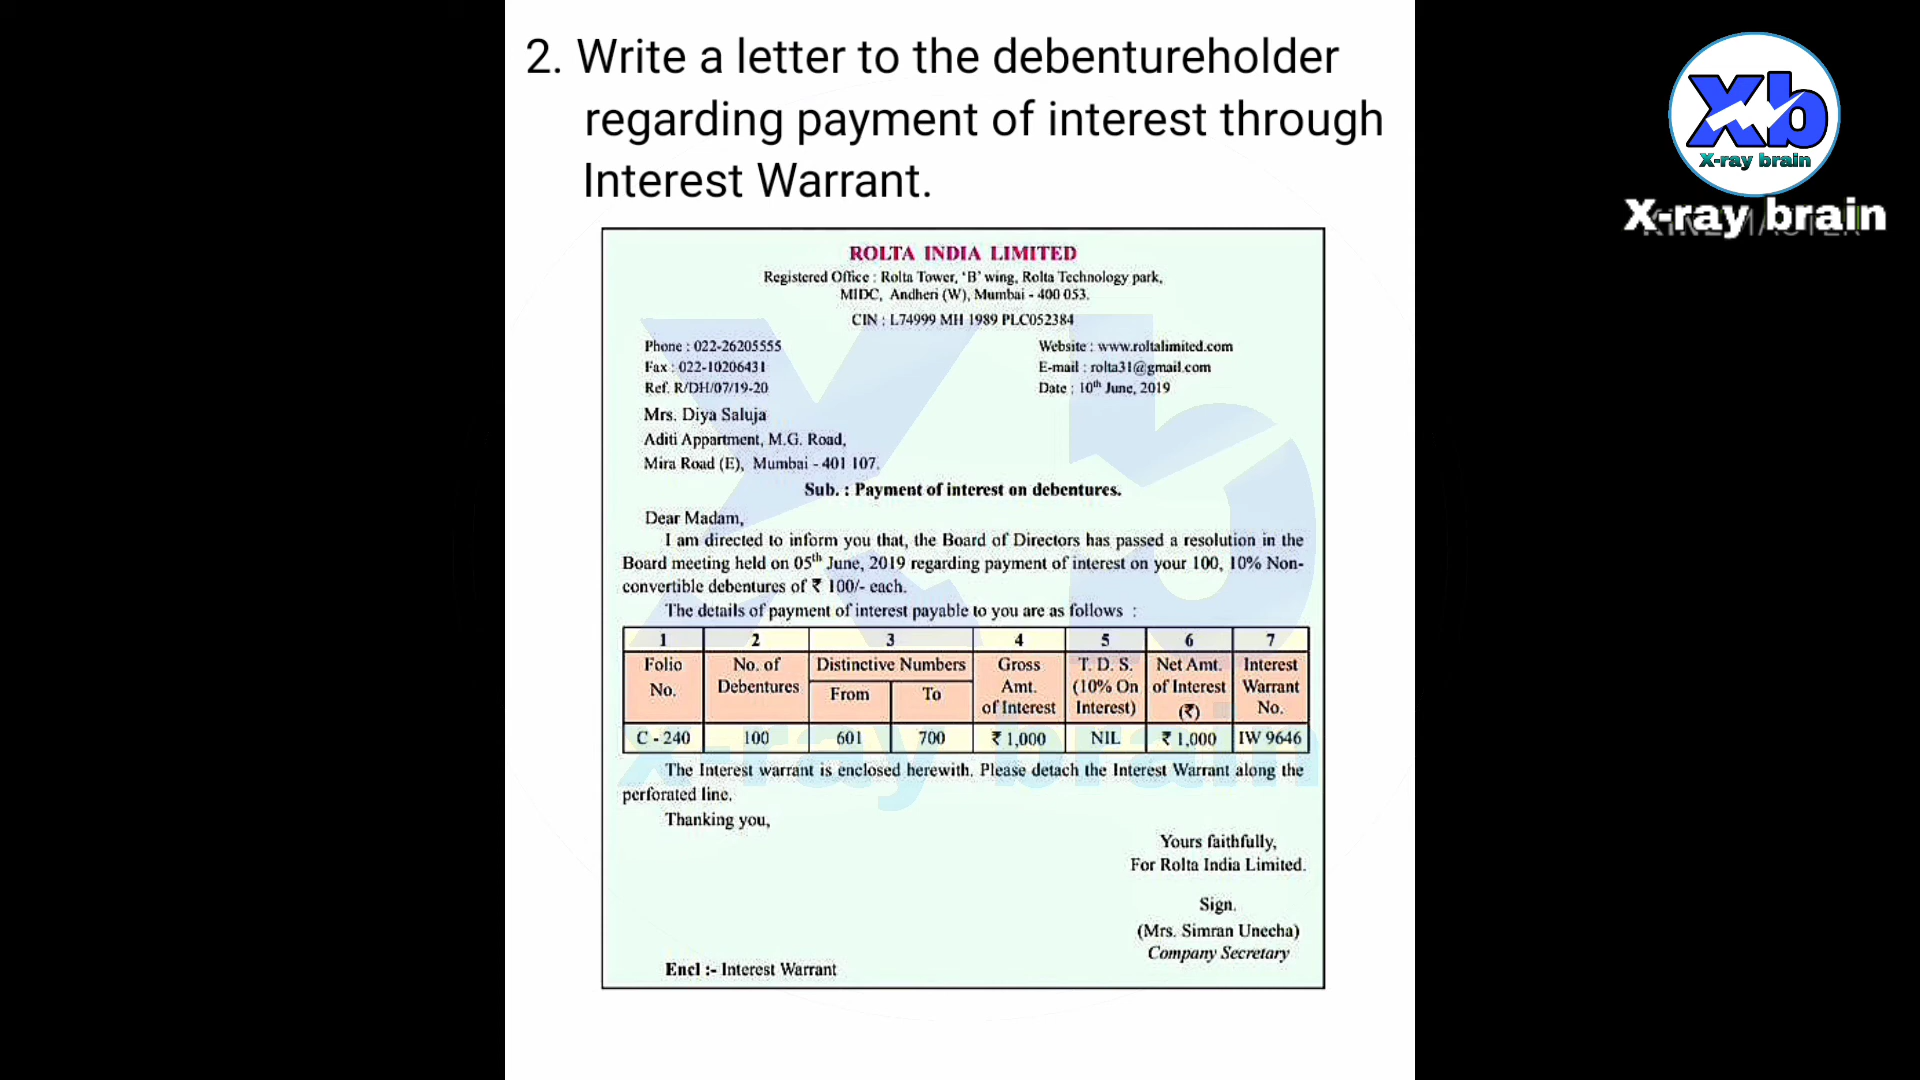 2. Write a letter to the debentureholder
regarding payment of interest through
Interest Warrant.
Xb
X-ray brain
X-ray brain
ROLTA INDIA LIMITED
Registered Office : Rolta Tower, ‘B’ wing, Rolta Technology park,
MIDC, Andheri (W), Mumbai - 400 053.
CIN : L74999 MH 1989 PLC052384
Phone : 022-26205555 Website : www.roltalimited.com
Fax : 022-10206431 E-mail : rolta31@gmail.com
Ref. R/DH/07/19-20 Date : 10th June, 2019
Mrs. Diya Saluja
Aditi Appartment, M.G. Road,
Mira Road (E), Mumbai - 401 107.
Sub. : Payment of interest on debentures.
Dear Madam,
I am directed to inform you that, the Board of Directors has passed a resolution in the
Board meeting held on 05th June, 2019 regarding payment of interest on your 100, 10% Non-
convertible debentures of ₹ 100/- each.
The details of payment of interest payable to you are as follows :
1 2 3 4 5 6 7
Folio No. of Distinctive Numbers Gross T. D. S. Net Amt. Interest
No. Debentures From To Amt. (10% On of Interest Warrant
of Interest Interest) (₹) No.
C - 240 100 601 700 ₹ 1,000 NIL ₹ 1,000 IW 9646
The Interest warrant is enclosed herewith. Please detach the Interest Warrant along the
perforated line.
Thanking you,
Yours faithfully,
For Rolta India Limited.
Sign.
(Mrs. Simran Unecha)
Company Secretary
Encl :- Interest Warrant
Xb
X-ray brain